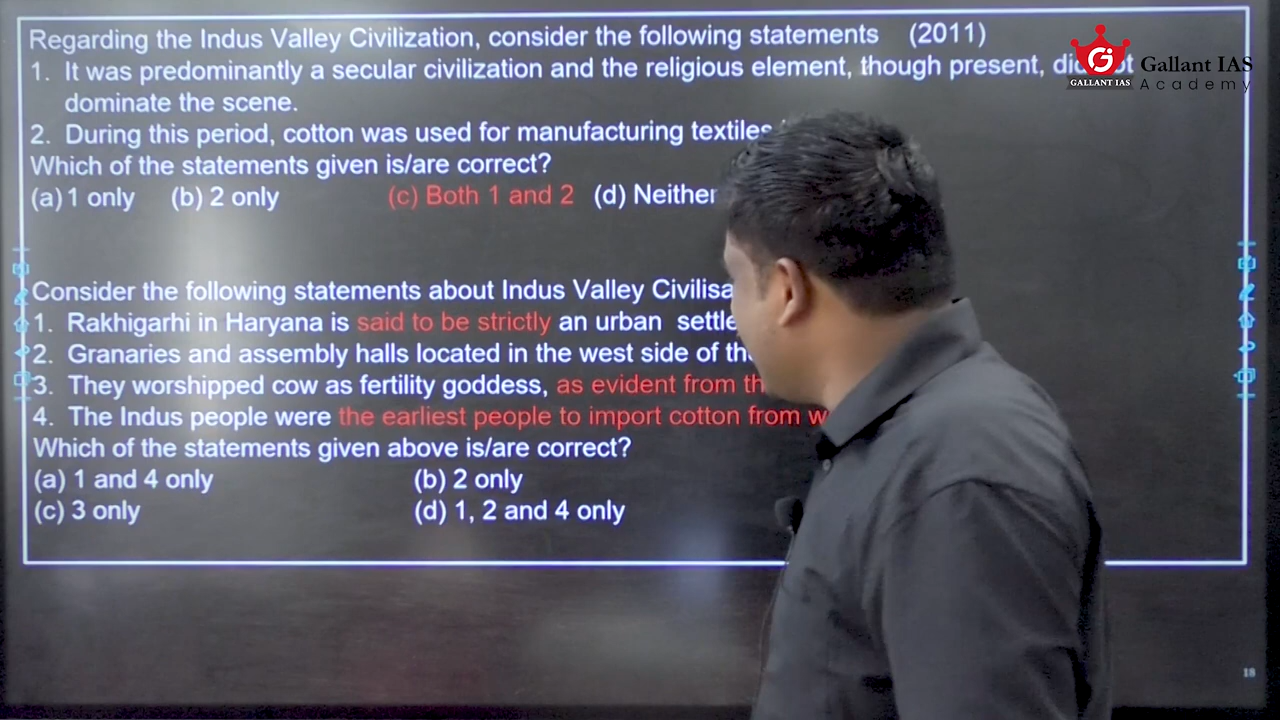 Regarding the Indus Valley Civilization, consider the following statements (2011)
1. It was predominantly a secular civilization and the religious element, though present,
dominate the scene.
2. During this period, cotton was used for manufacturing textiles
Which of the statements given is/are correct?
(a) 1 only (b) 2 only (c) Both 1 and 2 (d) Neither
Consider the following statements about Indus Valley
1. Rakhigarhi in Haryana is said to be strictly an urban
2. Granaries and assembly halls located in the west side of
3. They worshipped cow as fertility goddess, as evident from
4. The Indus people were the earliest people to import cotton from
Which of the statements given above is/are correct?
(a) 1 and 4 only (b) 2 only
(c) 3 only (d) 1, 2 and 4 only
18
Gi
GALLANT IAS
Gallant IAS
Academy